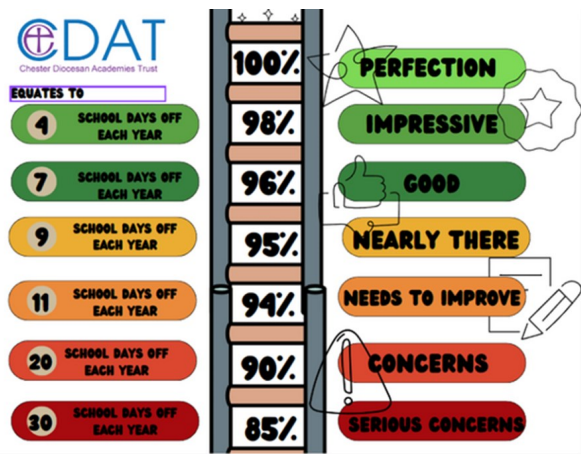 CDAT
Chester Diocesan Academies Trust
EQUATES TO
100% PERFECTION
4 SCHOOL DAYS OFF
EACH YEAR
98% IMPRESSIVE
7 SCHOOL DAYS OFF
EACH YEAR
96% GOOD
9 SCHOOL DAYS OFF
EACH YEAR
95% NEARLY THERE
11 SCHOOL DAYS OFF
EACH YEAR
94% NEEDS TO IMPROVE
20 SCHOOL DAYS OFF
EACH YEAR
90% CONCERNS
30 SCHOOL DAYS OFF
EACH YEAR
85% SERIOUS CONCERNS